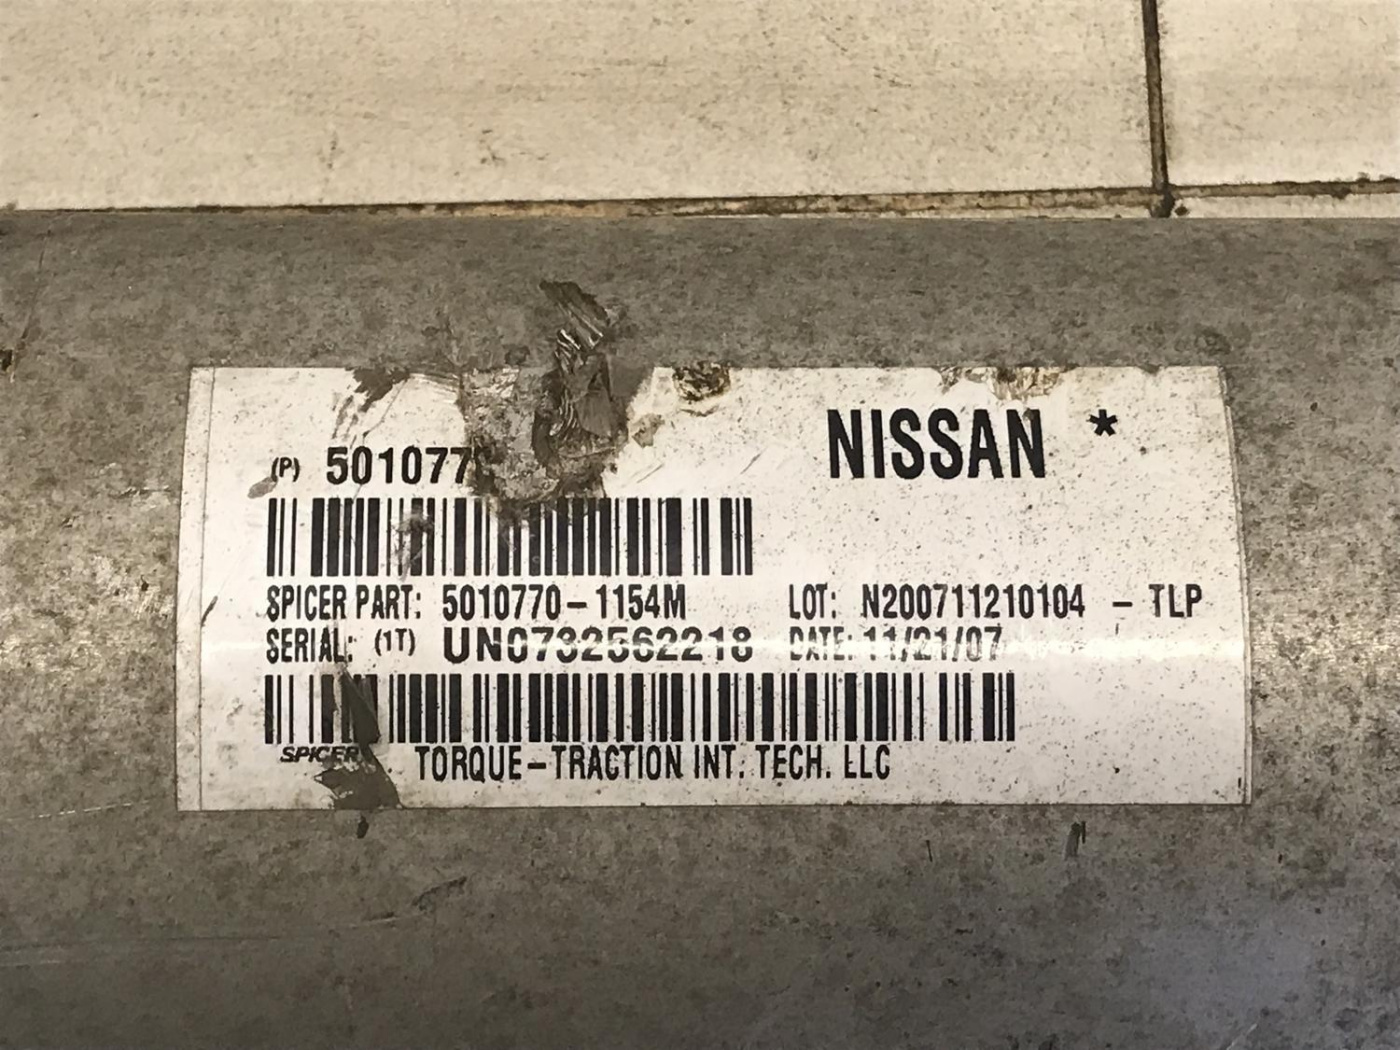 NISSAN *
(P) 501077
SPICER PART: 5010770-1154M LOT: N200711210104 - TLP
SERIAL: (1T) UN0732562218 DATE: 11/21/07
SPICER TORQUE-TRACTION INT. TECH. LLC